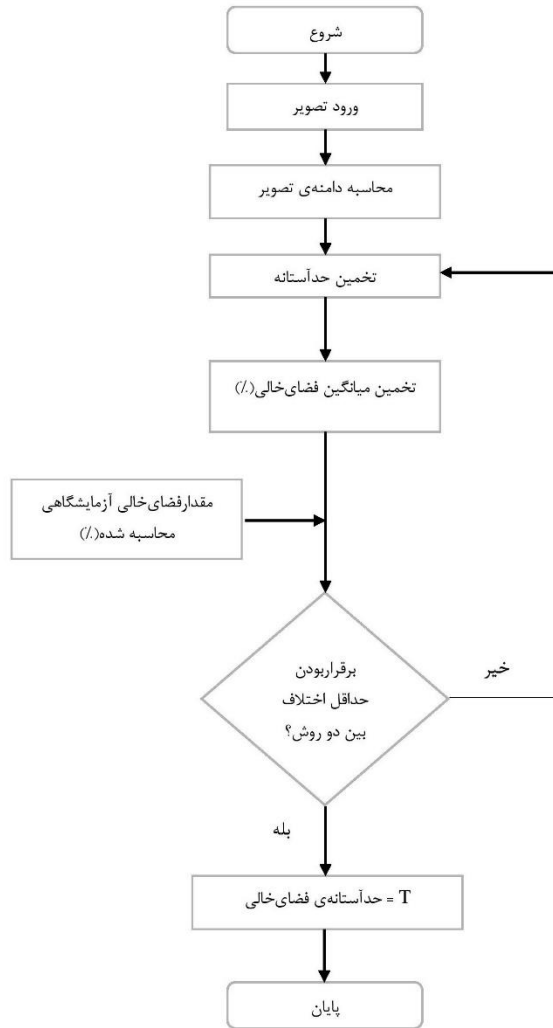 شروع
ورود تصویر
محاسبه دامنه‌ی تصویر
تخمین حدآستانه
تخمین میانگین فضای‌خالی(٪)
مقدارفضای‌خالی آزمایشگاهی
محاسبه شده(٪)
برقراربودن
حداقل اختلاف
بین دو روش؟
خیر
بله
T = حدآستانه‌ی فضای‌خالی
پایان